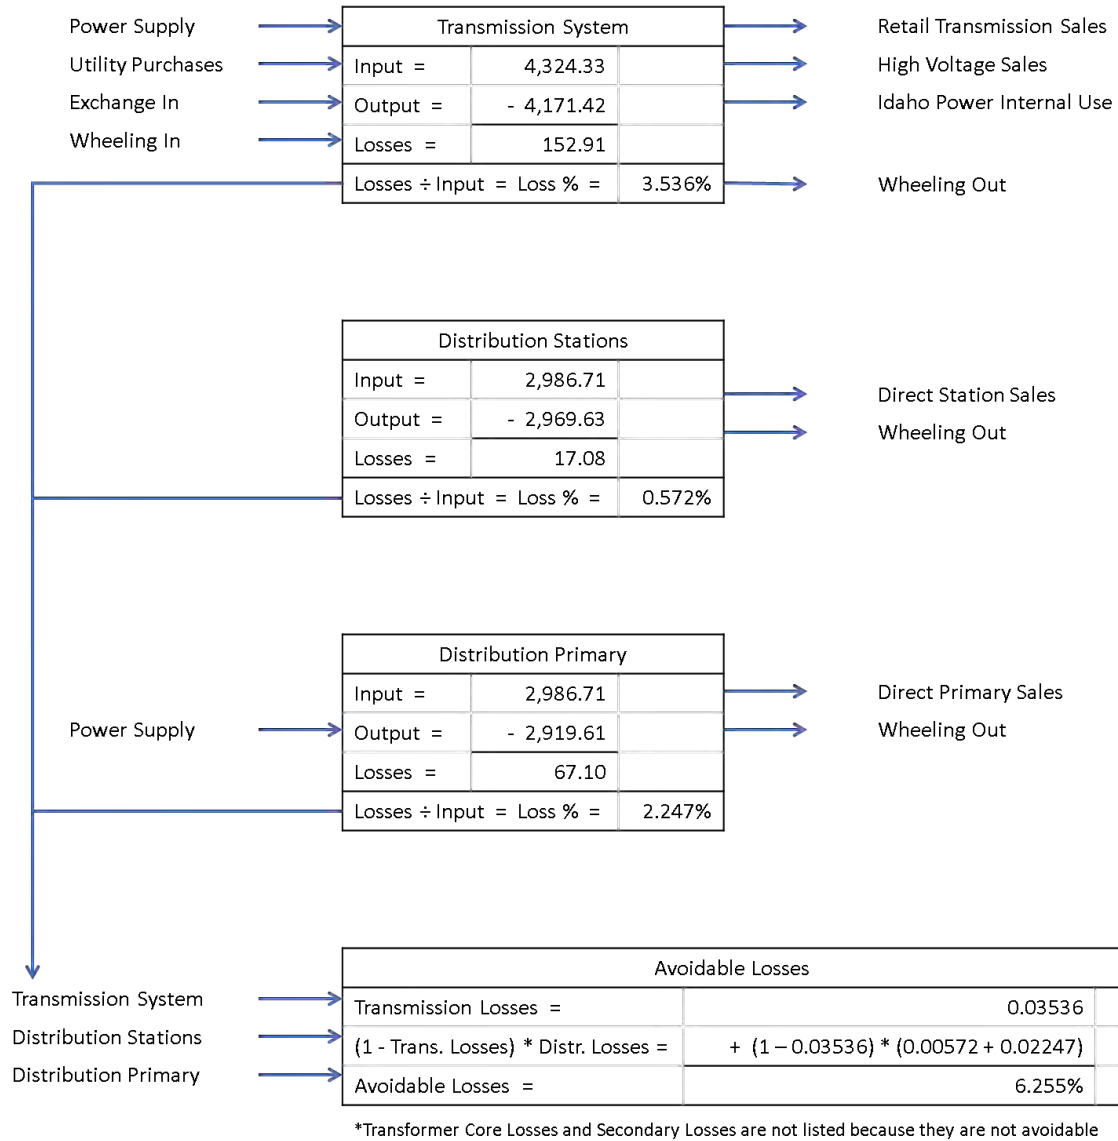 Power Supply Transmission System Retail Transmission Sales
Utility Purchases Input = 4,324.33 High Voltage Sales
Exchange In Output = - 4,171.42 Idaho Power Internal Use
Wheeling In Losses = 152.91
Losses ÷ Input = Loss % = 3.536% Wheeling Out
Distribution Stations
Input = 2,986.71
Direct Station Sales
Output = - 2,969.63
Wheeling Out
Losses = 17.08
Losses ÷ Input = Loss % = 0.572%
Distribution Primary
Input = 2,986.71 Direct Primary Sales
Power Supply Output = - 2,919.61 Wheeling Out
Losses = 67.10
Losses ÷ Input = Loss % = 2.247%
Avoidable Losses
Transmission System Transmission Losses = 0.03536
Distribution Stations (1 - Trans. Losses) * Distr. Losses = + (1 – 0.03536) * (0.00572 + 0.02247)
Distribution Primary Avoidable Losses = 6.255%
*Transformer Core Losses and Secondary Losses are not listed because they are not avoidable